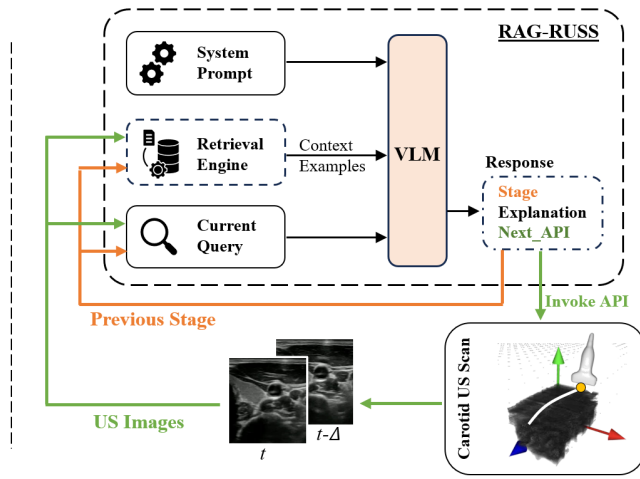 RAG-RUSS
System
Prompt
Retrieval
Engine
Context
Examples
VLM
Current
Query
Response
Stage
Explanation
Next_API
Previous Stage
Invoke API
US Images
t
t-Δ
Carotid US Scan